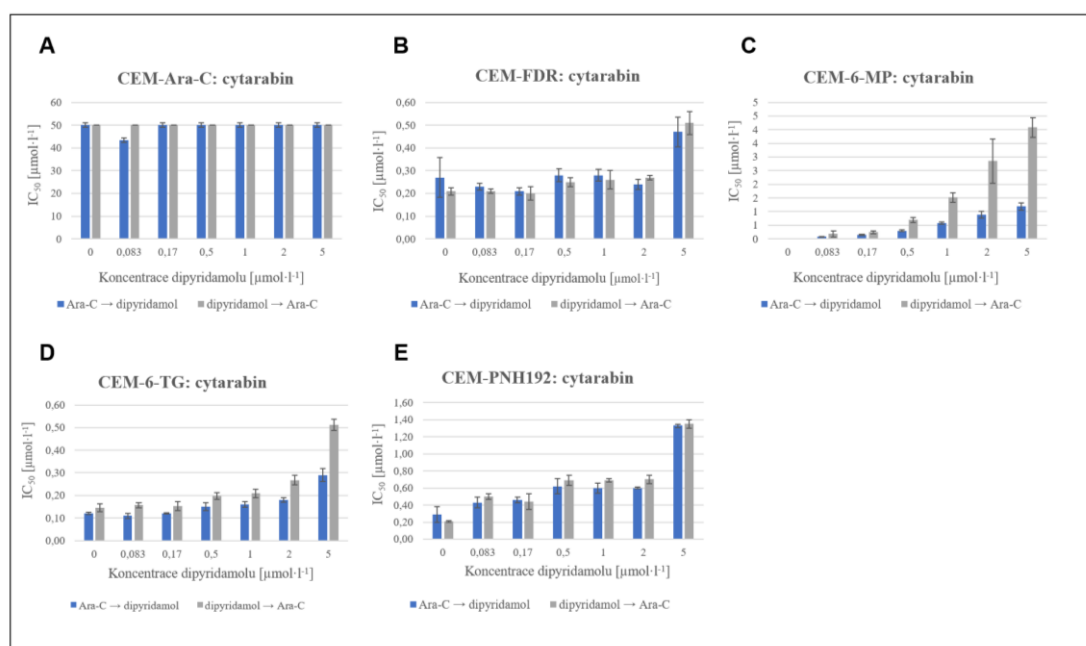 A
CEM-Ara-C: cytarabin
IC50 [µmol·l-1]
60
50
40
30
20
10
0
0 0,083 0,17 0,5 1 2 5
Koncentrace dipyridamolu [µmol·l-1]
Ara-C → dipyridamol dipyridamol → Ara-C
B
CEM-FDR: cytarabin
IC50 [µmol·l-1]
0,60
0,50
0,40
0,30
0,20
0,10
0,00
0 0,083 0,17 0,5 1 2 5
Koncentrace dipyridamolu [µmol·l-1]
Ara-C → dipyridamol dipyridamol → Ara-C
C
CEM-6-MP: cytarabin
IC50 [µmol·l-1]
5
4
4
3
3
2
2
1
1
0
0 0,083 0,17 0,5 1 2 5
Koncentrace dipyridamolu [µmol·l-1]
Ara-C → dipyridamol dipyridamol → Ara-C
D
CEM-6-TG: cytarabin
IC50 [µmol·l-1]
0,60
0,50
0,40
0,30
0,20
0,10
0,00
0 0,083 0,17 0,5 1 2 5
Koncentrace dipyridamolu [µmol·l-1]
Ara-C → dipyridamol dipyridamol → Ara-C
E
CEM-PNH192: cytarabin
IC50 [µmol·l-1]
1,60
1,40
1,20
1,00
0,80
0,60
0,40
0,20
0,00
0 0,083 0,17 0,5 1 2 5
Koncentrace dipyridamolu [µmol·l-1]
Ara-C → dipyridamol dipyridamol → Ara-C